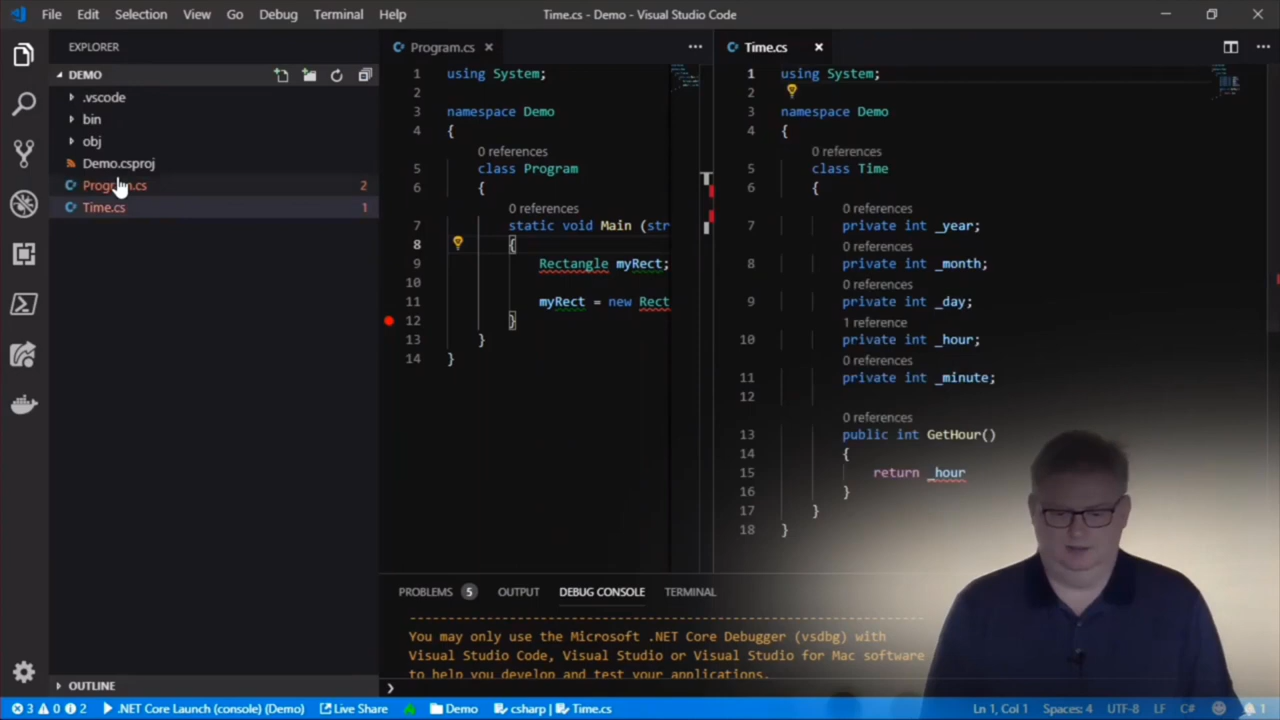 File Edit Selection View Go Debug Terminal Help Time.cs - Demo - Visual Studio Code
EXPLORER
DEMO
.vscode
bin
obj
Demo.csproj
Program.cs 2
Time.cs 1
OUTLINE
Program.cs
1 using System;
2
3 namespace Demo
4 {
0 references
5 class Program
6 {
0 references
7 static void Main (str
8 {
9 Rectangle myRect;
10
11 myRect = new Rect
12 }
13 }
14 }
Time.cs
1 using System;
2
3 namespace Demo
4 {
0 references
5 class Time
6 {
0 references
7 private int _year;
0 references
8 private int _month;
0 references
9 private int _day;
1 reference
10 private int _hour;
0 references
11 private int _minute;
12
0 references
13 public int GetHour()
14 {
15 return _hour
16 }
17 }
18 }
PROBLEMS 5 OUTPUT DEBUG CONSOLE TERMINAL
You may only use the Microsoft .NET Core Debugger (vsdbg) with
Visual Studio Code, Visual Studio or Visual Studio for Mac software
to help you develop and test your applications.
3 0 2 .NET Core Launch (console) (Demo) Live Share Demo csharp | Time.cs Ln 1, Col 1 Spaces: 4 UTF-8 LF C# 1